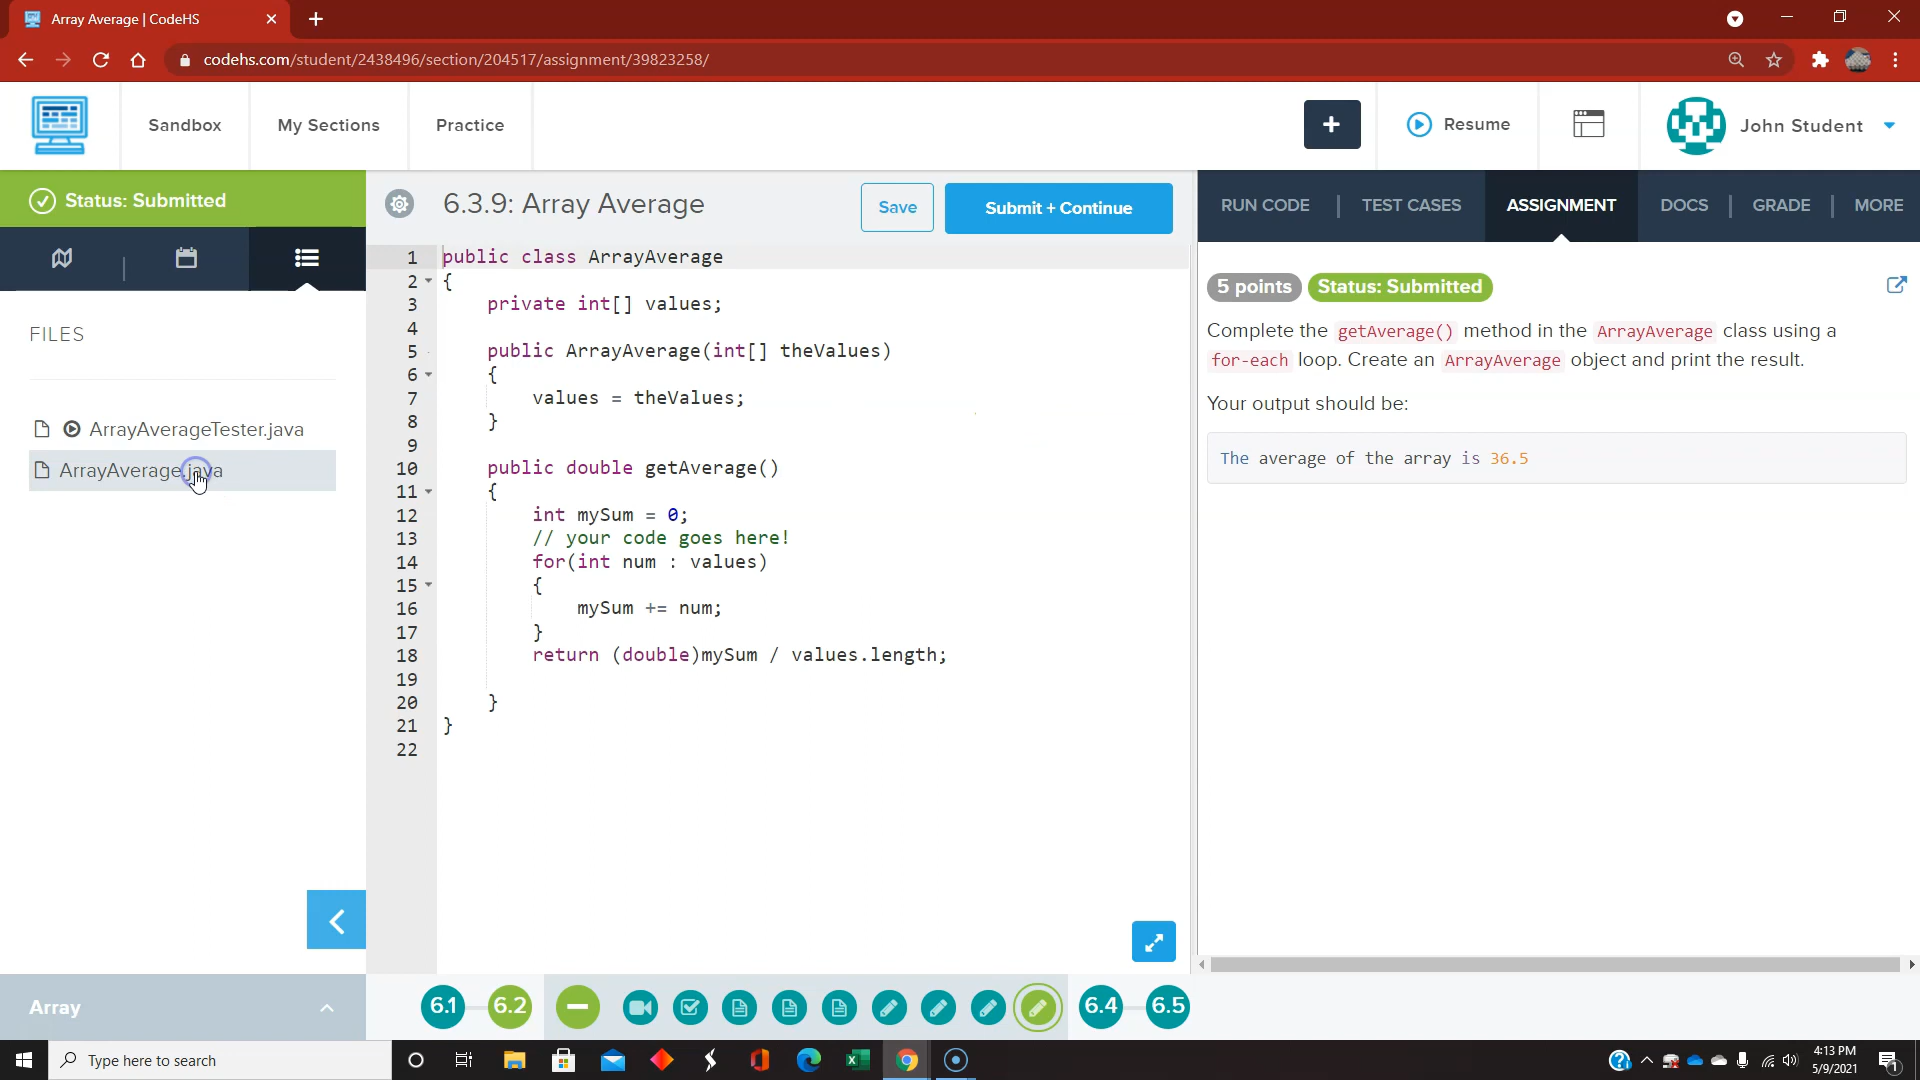 Array Average | CodeHS
codehs.com/student/2438496/section/204517/assignment/39823258/
Sandbox
My Sections
Practice
+
Resume
John Student
Status: Submitted
6.3.9: Array Average
Save
Submit + Continue
RUN CODE
TEST CASES
ASSIGNMENT
DOCS
GRADE
MORE
FILES
ArrayAverageTester.java
ArrayAverage.java
1 public class ArrayAverage
2 {
3 private int[] values;
4
5 public ArrayAverage(int[] theValues)
6 {
7 values = theValues;
8 }
9
10 public double getAverage()
11 {
12 int mySum = 0;
13 // your code goes here!
14 for(int num : values)
15 {
16 mySum += num;
17 }
18 return (double)mySum / values.length;
19
20 }
21 }
22
5 points Status: Submitted
Complete the getAverage() method in the ArrayAverage class using a
for-each loop. Create an ArrayAverage object and print the result.
Your output should be:
The average of the array is 36.5
Array
6.1
6.2
6.4
6.5
Type here to search
4:13 PM
5/9/2021
1